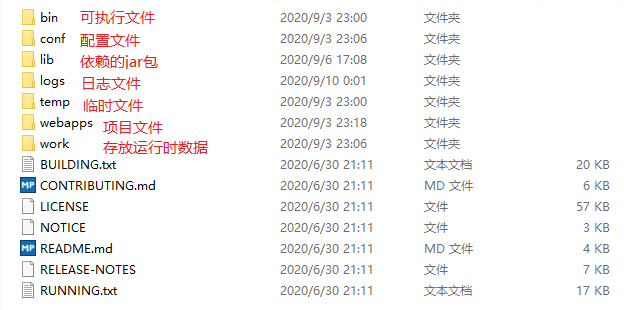 bin 可执行文件 2020/9/3 23:00 文件夹
conf 配置文件 2020/9/3 23:06 文件夹
lib 依赖的jar包 2020/9/6 17:08 文件夹
logs 日志文件 2020/9/10 0:01 文件夹
temp 临时文件 2020/9/3 23:00 文件夹
webapps 项目文件 2020/9/3 23:18 文件夹
work 存放运行时数据 2020/9/3 23:06 文件夹
BUILDING.txt 2020/6/30 21:11 文本文档 20 KB
MP CONTRIBUTING.md 2020/6/30 21:11 MD 文件 6 KB
LICENSE 2020/6/30 21:11 文件 57 KB
NOTICE 2020/6/30 21:11 文件 3 KB
MP README.md 2020/6/30 21:11 MD 文件 4 KB
RELEASE-NOTES 2020/6/30 21:11 文件 7 KB
RUNNING.txt 2020/6/30 21:11 文本文档 17 KB